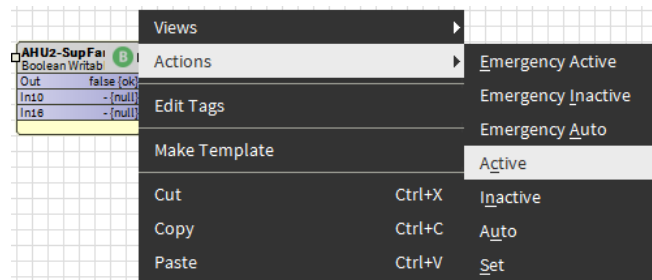 AHU2-SupFa
B
Boolean Writabl
Out false {ok}
In10 - {null}
In16 - {null}
Views
Actions
Edit Tags
Make Template
Cut Ctrl+X
Copy Ctrl+C
Paste Ctrl+V
Emergency Active
Emergency Inactive
Emergency Auto
Active
Inactive
Auto
Set